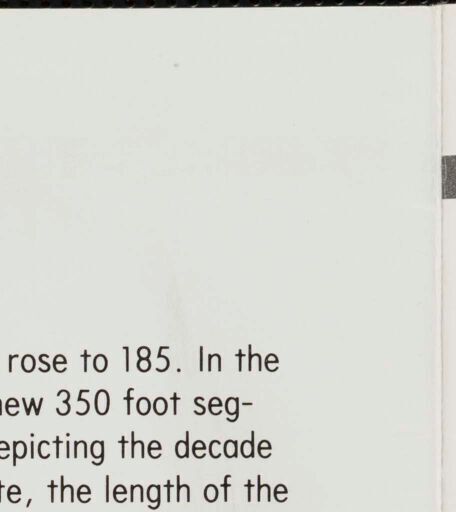 rose to 185. In the
new 350 foot seg-
epicting the decade
te, the length of the